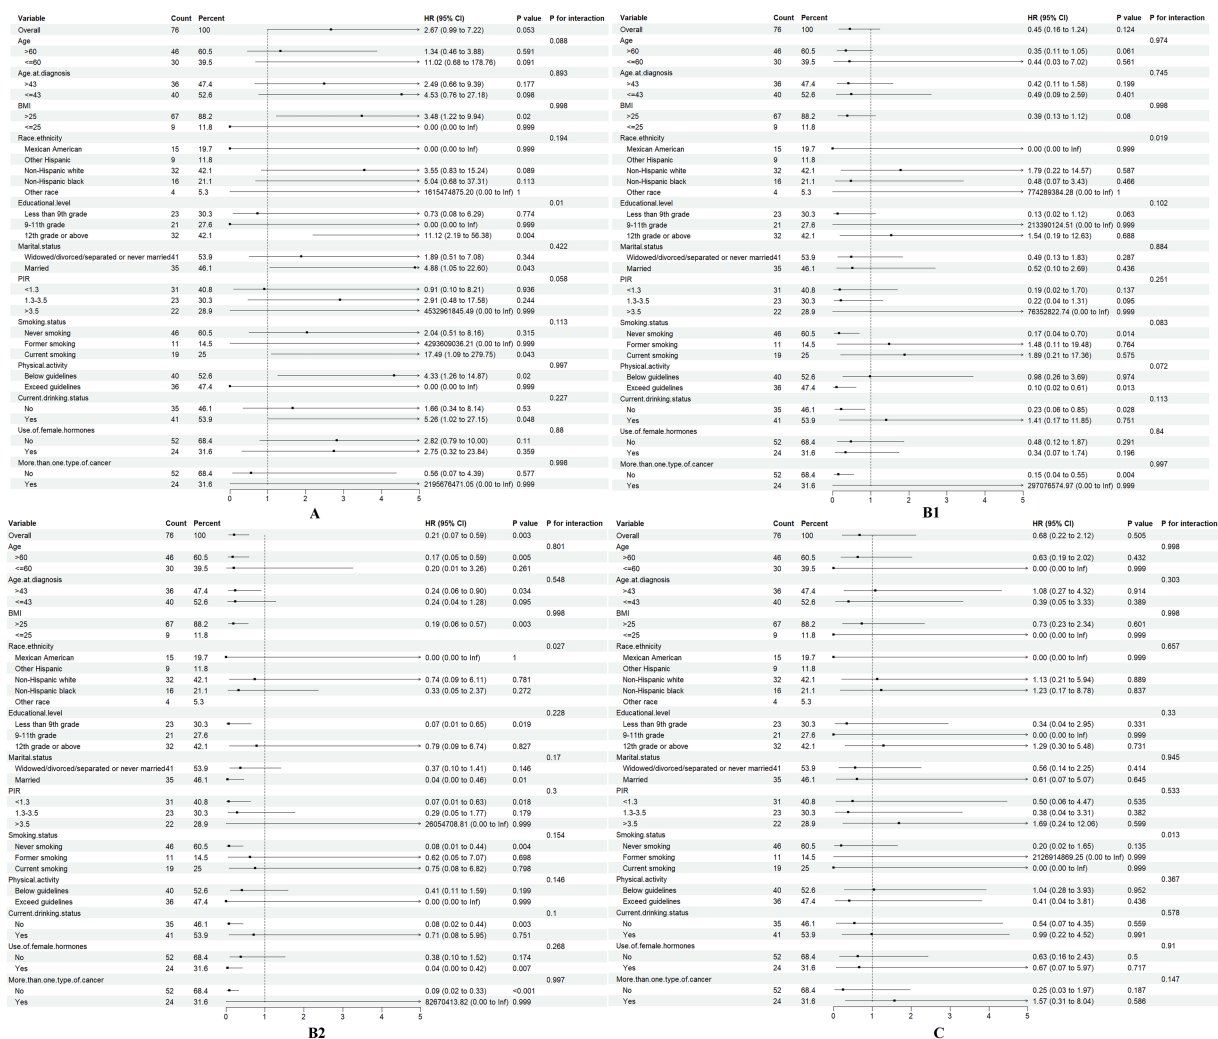 Variable Count Percent HR (95% CI) P value P for interaction
Overall 76 100 2.67 (0.99 to 7.22) 0.053
Age 0.088
>60 46 60.5 1.34 (0.46 to 3.88) 0.591
<=60 30 39.5 11.02 (0.68 to 178.76) 0.091
Age.at.diagnosis 0.893
>43 36 47.4 2.49 (0.66 to 9.39) 0.177
<=43 40 52.6 4.53 (0.76 to 27.18) 0.098
BMI 0.998
>25 67 88.2 3.48 (1.22 to 9.94) 0.02
<=25 9 11.8 0.00 (0.00 to Inf) 0.999
Race.ethnicity 0.194
Mexican American 15 19.7 0.00 (0.00 to Inf) 0.999
Other Hispanic 9 11.8
Non-Hispanic white 32 42.1 3.55 (0.83 to 15.24) 0.089
Non-Hispanic black 16 21.1 5.04 (0.68 to 37.31) 0.113
Other race 4 5.3 1615474875.20 (0.00 to Inf) 1
Educational.level 0.01
Less than 9th grade 23 30.3 0.73 (0.08 to 6.29) 0.774
9-11th grade 21 27.6 0.00 (0.00 to Inf) 0.999
12th grade or above 32 42.1 11.12 (2.19 to 56.38) 0.004
Marital.status 0.422
Widowed/divorced/separated or never married 41 53.9 1.89 (0.51 to 7.08) 0.344
Married 35 46.1 4.88 (1.05 to 22.60) 0.043
PIR 0.058
<1.3 31 40.8 0.91 (0.10 to 8.21) 0.936
1.3-3.5 23 30.3 2.91 (0.48 to 17.58) 0.244
>3.5 22 28.9 4532961845.49 (0.00 to Inf) 0.999
Smoking.status 0.113
Never smoking 46 60.5 2.04 (0.51 to 8.16) 0.315
Former smoking 11 14.5 4293609036.21 (0.00 to Inf) 0.999
Current smoking 19 25 17.49 (1.09 to 279.75) 0.043
Physical.activity 0.997
Below guidelines 40 52.6 4.33 (1.26 to 14.87) 0.02
Exceed guidelines 36 47.4 0.00 (0.00 to Inf) 0.999
Current.drinking.status 0.227
No 35 46.1 1.66 (0.34 to 8.14) 0.53
Yes 41 53.9 5.26 (1.02 to 27.15) 0.048
Use.of.female.hormones 0.88
No 52 68.4 2.82 (0.79 to 10.00) 0.11
Yes 24 31.6 2.75 (0.32 to 23.84) 0.359
More.than.one.type.of.cancer 0.998
No 52 68.4 0.56 (0.07 to 4.39) 0.577
Yes 24 31.6 2195676471.05 (0.00 to Inf) 0.999
0 1 2 3 4 5
A
Variable Count Percent HR (95% CI) P value P for interaction
Overall 76 100 0.45 (0.16 to 1.24) 0.124
Age 0.974
>60 46 60.5 0.35 (0.11 to 1.05) 0.061
<=60 30 39.5 0.44 (0.03 to 7.02) 0.561
Age.at.diagnosis 0.745
>43 36 47.4 0.42 (0.11 to 1.58) 0.199
<=43 40 52.6 0.49 (0.09 to 2.59) 0.401
BMI 0.998
>25 67 88.2 0.39 (0.13 to 1.12) 0.08
<=25 9 11.8
Race.ethnicity 0.019
Mexican American 15 19.7 0.00 (0.00 to Inf) 0.999
Other Hispanic 9 11.8
Non-Hispanic white 32 42.1 1.79 (0.22 to 14.57) 0.587
Non-Hispanic black 16 21.1 0.48 (0.07 to 3.43) 0.466
Other race 4 5.3 774289384.28 (0.00 to Inf) 1
Educational.level 0.102
Less than 9th grade 23 30.3 0.13 (0.02 to 1.12) 0.063
9-11th grade 21 27.6 213390124.51 (0.00 to Inf) 0.999
12th grade or above 32 42.1 1.54 (0.19 to 12.63) 0.688
Marital.status 0.884
Widowed/divorced/separated or never married 41 53.9 0.49 (0.13 to 1.83) 0.287
Married 35 46.1 0.52 (0.10 to 2.69) 0.436
PIR 0.251
<1.3 31 40.8 0.19 (0.02 to 1.70) 0.137
1.3-3.5 23 30.3 0.22 (0.04 to 1.31) 0.095
>3.5 22 28.9 76352822.74 (0.00 to Inf) 0.999
Smoking.status 0.083
Never smoking 46 60.5 0.17 (0.04 to 0.70) 0.014
Former smoking 11 14.5 1.48 (0.11 to 19.48) 0.764
Current smoking 19 25 1.89 (0.21 to 17.36) 0.575
Physical.activity 0.072
Below guidelines 40 52.6 0.98 (0.26 to 3.69) 0.974
Exceed guidelines 36 47.4 0.10 (0.02 to 0.61) 0.013
Current.drinking.status 0.113
No 35 46.1 0.23 (0.06 to 0.85) 0.028
Yes 41 53.9 1.41 (0.17 to 11.85) 0.751
Use.of.female.hormones 0.84
No 52 68.4 0.48 (0.12 to 1.87) 0.291
Yes 24 31.6 0.34 (0.07 to 1.74) 0.196
More.than.one.type.of.cancer 0.997
No 52 68.4 0.15 (0.04 to 0.55) 0.004
Yes 24 31.6 297076574.97 (0.00 to Inf) 0.999
0 1 2 3 4 5
B1
Variable Count Percent HR (95% CI) P value P for interaction
Overall 76 100 0.21 (0.07 to 0.59) 0.003
Age 0.801
>60 46 60.5 0.17 (0.05 to 0.59) 0.005
<=60 30 39.5 0.20 (0.01 to 3.26) 0.261
Age.at.diagnosis 0.548
>43 36 47.4 0.24 (0.06 to 0.90) 0.034
<=43 40 52.6 0.24 (0.04 to 1.28) 0.095
BMI 0.998
>25 67 88.2 0.19 (0.06 to 0.57) 0.003
<=25 9 11.8
Race.ethnicity 0.027
Mexican American 15 19.7 0.00 (0.00 to Inf) 1
Other Hispanic 9 11.8
Non-Hispanic white 32 42.1 0.74 (0.09 to 6.11) 0.781
Non-Hispanic black 16 21.1 0.33 (0.05 to 2.37) 0.272
Other race 4 5.3
Educational.level 0.228
Less than 9th grade 23 30.3 0.07 (0.01 to 0.65) 0.019
9-11th grade 21 27.6
12th grade or above 32 42.1 0.79 (0.09 to 6.74) 0.827
Marital.status 0.17
Widowed/divorced/separated or never married 41 53.9 0.37 (0.10 to 1.41) 0.146
Married 35 46.1 0.04 (0.00 to 0.46) 0.01
PIR 0.3
<1.3 31 40.8 0.07 (0.01 to 0.63) 0.018
1.3-3.5 23 30.3 0.29 (0.05 to 1.77) 0.179
>3.5 22 28.9 26054708.81 (0.00 to Inf) 0.999
Smoking.status 0.154
Never smoking 46 60.5 0.08 (0.01 to 0.44) 0.004
Former smoking 11 14.5 0.62 (0.05 to 7.07) 0.698
Current smoking 19 25 0.75 (0.08 to 6.82) 0.798
Physical.activity 0.146
Below guidelines 40 52.6 0.41 (0.11 to 1.59) 0.199
Exceed guidelines 36 47.4 0.00 (0.00 to Inf) 0.999
Current.drinking.status 0.1
No 35 46.1 0.08 (0.02 to 0.44) 0.003
Yes 41 53.9 0.71 (0.08 to 5.95) 0.751
Use.of.female.hormones 0.268
No 52 68.4 0.38 (0.10 to 1.52) 0.174
Yes 24 31.6 0.04 (0.00 to 0.42) 0.007
More.than.one.type.of.cancer 0.997
No 52 68.4 0.09 (0.02 to 0.33) <0.001
Yes 24 31.6 82670413.82 (0.00 to Inf) 0.999
0 1 2 3 4 5
B2
Variable Count Percent HR (95% CI) P value P for interaction
Overall 76 100 0.68 (0.22 to 2.12) 0.505
Age 0.998
>60 46 60.5 0.63 (0.19 to 2.02) 0.432
<=60 30 39.5 0.00 (0.00 to Inf) 0.999
Age.at.diagnosis 0.303
>43 36 47.4 1.08 (0.27 to 4.32) 0.914
<=43 40 52.6 0.39 (0.05 to 3.33) 0.389
BMI 0.998
>25 67 88.2 0.73 (0.23 to 2.34) 0.601
<=25 9 11.8 0.00 (0.00 to Inf) 0.999
Race.ethnicity 0.657
Mexican American 15 19.7 0.00 (0.00 to Inf) 0.999
Other Hispanic 9 11.8
Non-Hispanic white 32 42.1 1.13 (0.21 to 5.94) 0.889
Non-Hispanic black 16 21.1 1.23 (0.17 to 8.78) 0.837
Other race 4 5.3
Educational.level 0.33
Less than 9th grade 23 30.3 0.34 (0.04 to 2.95) 0.331
9-11th grade 21 27.6 0.00 (0.00 to Inf) 0.999
12th grade or above 32 42.1 1.29 (0.30 to 5.48) 0.731
Marital.status 0.945
Widowed/divorced/separated or never married 41 53.9 0.56 (0.14 to 2.25) 0.414
Married 35 46.1 0.61 (0.07 to 5.07) 0.645
PIR 0.533
<1.3 31 40.8 0.50 (0.06 to 4.47) 0.535
1.3-3.5 23 30.3 0.38 (0.04 to 3.31) 0.382
>3.5 22 28.9 1.69 (0.24 to 12.06) 0.599
Smoking.status 0.013
Never smoking 46 60.5 0.20 (0.02 to 1.65) 0.135
Former smoking 11 14.5 2126914869.25 (0.00 to Inf) 0.999
Current smoking 19 25 0.00 (0.00 to Inf) 0.999
Physical.activity 0.367
Below guidelines 40 52.6 1.04 (0.28 to 3.93) 0.952
Exceed guidelines 36 47.4 0.41 (0.04 to 3.81) 0.436
Current.drinking.status 0.578
No 35 46.1 0.54 (0.07 to 4.35) 0.559
Yes 41 53.9 0.99 (0.22 to 4.52) 0.991
Use.of.female.hormones 0.91
No 52 68.4 0.63 (0.16 to 2.43) 0.5
Yes 24 31.6 0.67 (0.07 to 5.97) 0.717
More.than.one.type.of.cancer 0.147
No 52 68.4 0.25 (0.03 to 1.97) 0.187
Yes 24 31.6 1.57 (0.31 to 8.04) 0.586
0 1 2 3 4 5
C